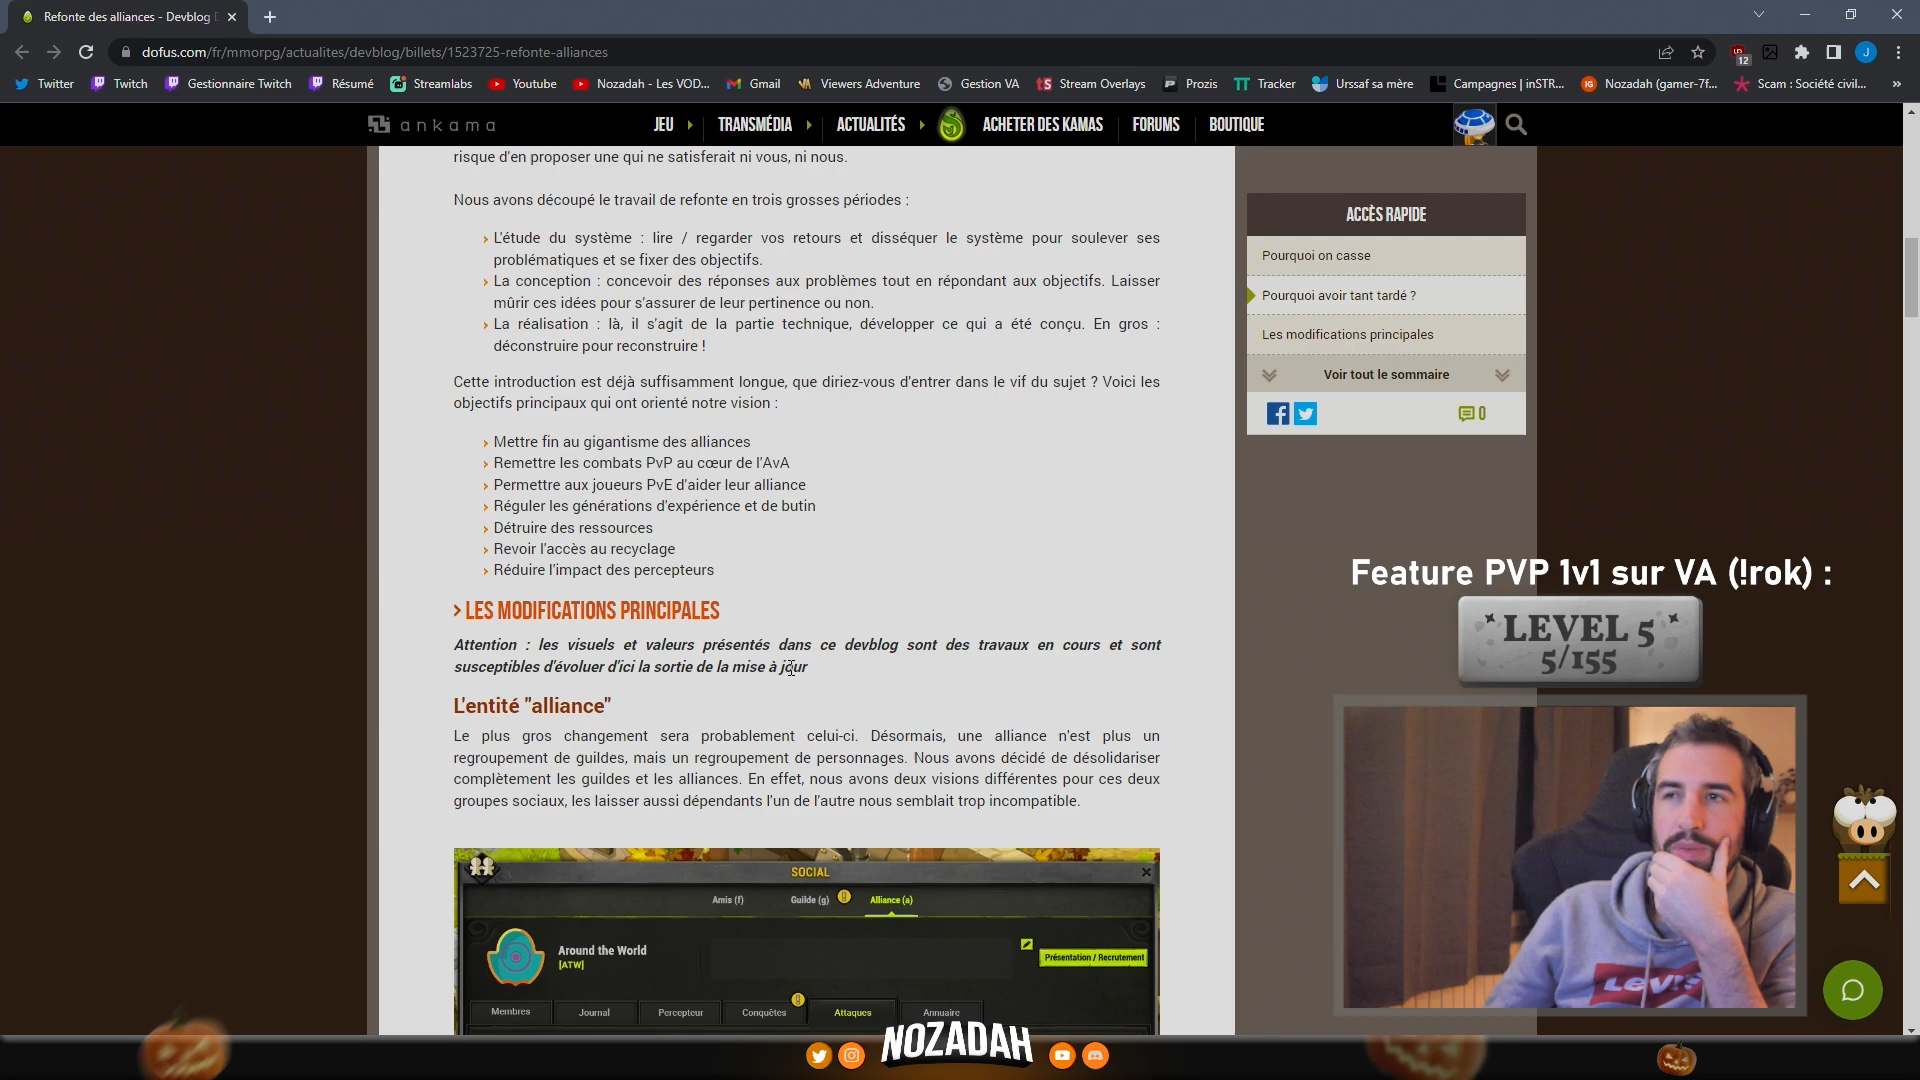 Refonte des alliances - Devblog
dofus.com/fr/mmorpg/actualites/devblog/billets/1523725-refonte-alliances
12
J
Twitter
Twitch
Gestionnaire Twitch
Résumé
Streamlabs
Youtube
Nozadah - Les VOD...
Gmail
Viewers Adventure
Gestion VA
Stream Overlays
Prozis
Tracker
Urssaf sa mère
Campagnes | inSTR...
Nozadah (gamer-7f...
Scam : Société civil...
»
ankama
JEU
TRANSMÉDIA
ACTUALITÉS
ACHETER DES KAMAS
FORUMS
BOUTIQUE
risque d'en proposer une qui ne satisferait ni vous, ni nous.
Nous avons découpé le travail de refonte en trois grosses périodes :
L'étude du système : lire / regarder vos retours et disséquer le système pour soulever ses
problématiques et se fixer des objectifs.
La conception : concevoir des réponses aux problèmes tout en répondant aux objectifs. Laisser
mûrir ces idées pour s'assurer de leur pertinence ou non.
La réalisation : là, il s'agit de la partie technique, développer ce qui a été conçu. En gros :
déconstruire pour reconstruire !
Cette introduction est déjà suffisamment longue, que diriez-vous d'entrer dans le vif du sujet ? Voici les
objectifs principaux qui ont orienté notre vision :
Mettre fin au gigantisme des alliances
Remettre les combats PvP au cœur de l'AvA
Permettre aux joueurs PvE d'aider leur alliance
Réguler les générations d'expérience et de butin
Détruire des ressources
Revoir l'accès au recyclage
Réduire l'impact des percepteurs
LES MODIFICATIONS PRINCIPALES
Attention : les visuels et valeurs présentés dans ce devblog sont des travaux en cours et sont
susceptibles d'évoluer d'ici la sortie de la mise à jour
L'entité "alliance"
Le plus gros changement sera probablement celui-ci. Désormais, une alliance n'est plus un
regroupement de guildes, mais un regroupement de personnages. Nous avons décidé de désolidariser
complètement les guildes et les alliances. En effet, nous avons deux visions différentes pour ces deux
groupes sociaux, les laisser aussi dépendants l'un de l'autre nous semblait trop incompatible.
SOCIAL
Amis (f)
Guilde (g)
Alliance (a)
Around the World
[ATW]
Présentation / Recrutement
Membres
Journal
Percepteur
Conquêtes
Attaques
Annuaire
ACCÈS RAPIDE
Pourquoi on casse
Pourquoi avoir tant tardé ?
Les modifications principales
Voir tout le sommaire
0
Feature PVP 1v1 sur VA (!rok) :
LEVEL 5
5/155
Levi's
NOZADAH